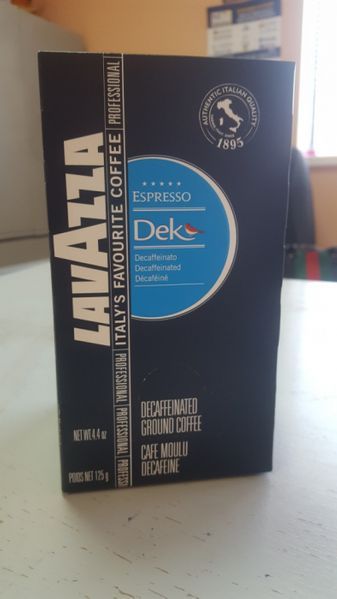 LAVAZZA
ITALY'S FAVOURITE COFFEE
PROFESSIONAL
PROFESSIONAL
PROFESSIONAL
PROFESSI
AUTHENTIC ITALIAN QUALITY
1895
★★★★★
ESPRESSO
Dek
Decaffeinato
Decaffeinated
Décaféiné
DECAFFEINATED
GROUND COFFEE
CAFE MOULU
DECAFEINE
NET WT. 4.4 oz
POIDS NET 125 g